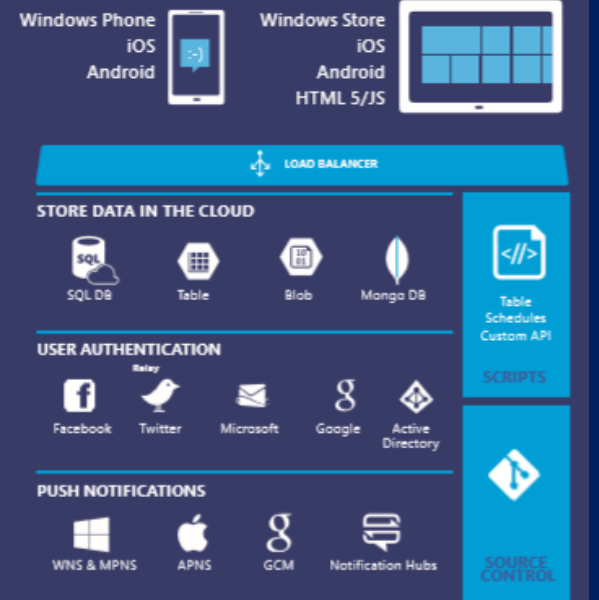 Windows Phone
iOS
Android
:-)
Windows Store
iOS
Android
HTML 5/JS
LOAD BALANCER
STORE DATA IN THE CLOUD
SQL
SQL DB
Table
10
01
Blob
Mongo DB
</>
Table
Schedules
Custom API
SCRIPTS
USER AUTHENTICATION
Relay
f
Facebook
Twitter
Microsoft
g
Google
Active
Directory
PUSH NOTIFICATIONS
WNS & MPNS
APNS
g
GCM
Notification Hubs
SOURCE
CONTROL